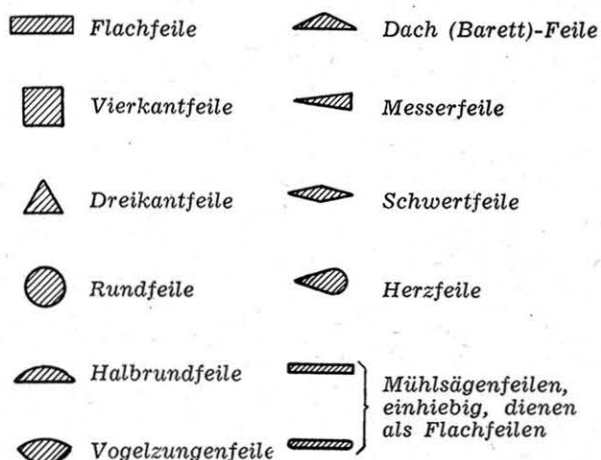 Flachfeile
Vierkantfeile
Dreikantfeile
Rundfeile
Halbrundfeile
Vogelzungenfeile
Dach (Barett)-Feile
Messerfeile
Schwertfeile
Herzfeile
Mühlsägenfeilen,
einhiebig, dienen
als Flachfeilen